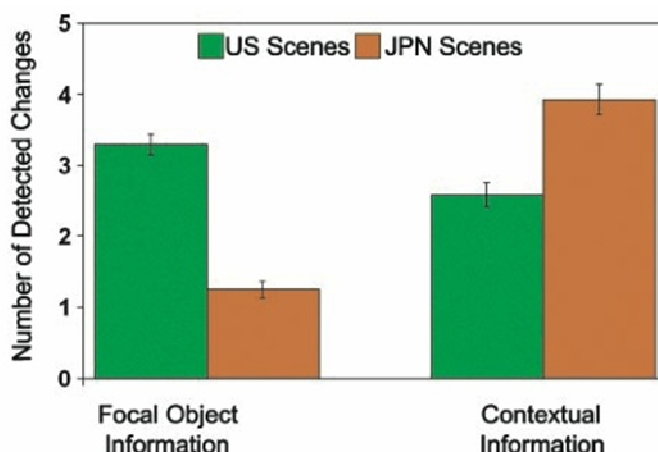 5
US Scenes JPN Scenes
4
3
2
1
0
Number of Detected Changes
Focal Object
Information
Contextual
Information